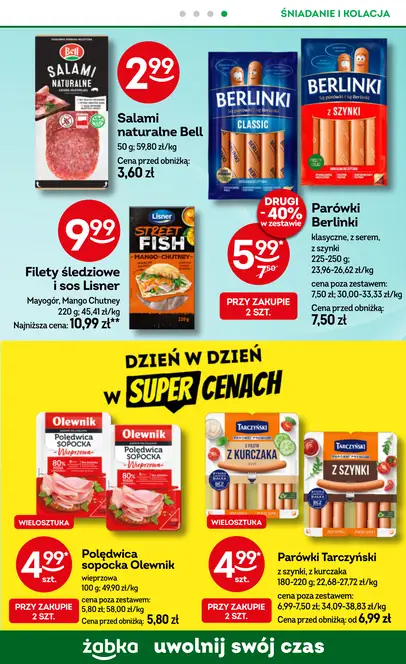 ŚNIADANIE I KOLACJA
Bell
SALAMI
NATURALNE
2.99
Salami
naturalne Bell
50 g; 59,80 zł/kg
Cena przed obniżką:
3,60 zł
BERLINKI
CLASSIC
BERLINKI
Z SZYNKI
DRUGI
- 40%
w zestawie
5.99*
7.50
PRZY ZAKUPIE
2 SZT.
Parówki
Berlinki
klasyczne, z serem,
z szynki
225-250 g;
23,96-26,62 zł/kg
cena poza zestawem:
7,50 zł; 30,00-33,33 zł/kg
Cena przed obniżką:
7,50 zł
9.99
Lisner
STREET
FISH
MANGO-CHUTNEY
220g
Filety śledziowe
i sos Lisner
Mayogór, Mango Chutney
220 g; 45,41 zł/kg
Najniższa cena: 10,99 zł**
DZIEŃ W DZIEŃ
W SUPER CENACH
Olewnik
Polędwica
SOPOCKA
Wieprzowa
80%
Olewnik
Polędwica
SOPOCKA
Wieprzowa
80%
WIELOSZTUKA
4.99*
szt.
PRZY ZAKUPIE
2 SZT.
Polędwica
sopocka Olewnik
wieprzowa
100 g; 49,90 zł/kg
cena poza zestawem:
5,80 zł; 58,00 zł/kg
Cena przed obniżką: 5,80 zł
TARCZYŃSKI
Z KURCZAKA
TARCZYŃSKI
Z SZYNKI
WIELOSZTUKA
4.99*
szt.
PRZY ZAKUPIE
2 SZT.
Parówki Tarczyński
z szynki, z kurczaka
180-220 g; 22,68-27,72 zł/kg
cena poza zestawem:
6,99-7,50 zł; 34,09-38,83 zł/kg
Cena przed obniżką: od 6,99 zł
żabka uwolnij swój czas